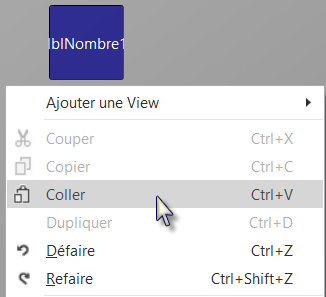 lblNombre1
Ajouter une View
Couper Ctrl+X
Copier Ctrl+C
Coller Ctrl+V
Dupliquer Ctrl+D
Défaire Ctrl+Z
Refaire Ctrl+Shift+Z